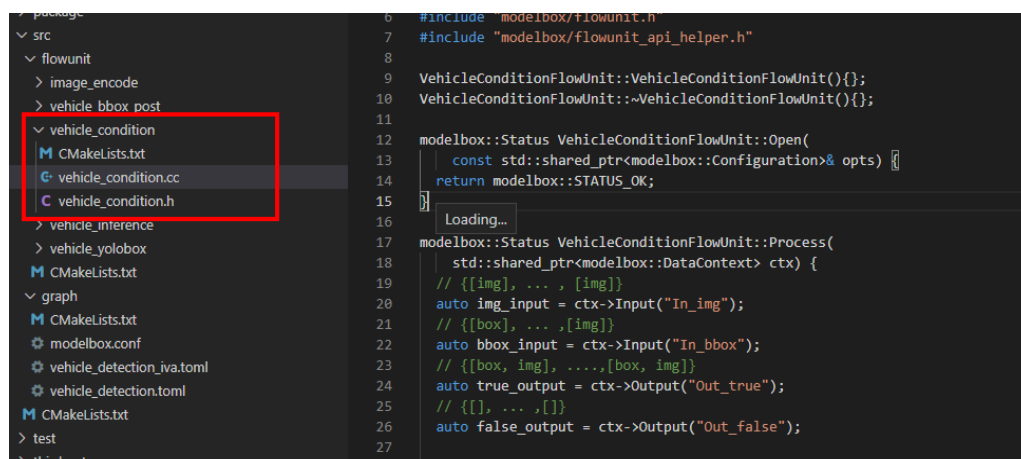 package
src
flowunit
image_encode
vehicle_bbox_post
vehicle_condition
CMakeLists.txt
vehicle_condition.cc
vehicle_condition.h
vehicle_inference
vehicle_yolobox
CMakeLists.txt
graph
CMakeLists.txt
modelbox.conf
vehicle_detection_iva.toml
vehicle_detection.toml
CMakeLists.txt
test
6 #include "modelbox/flowunit.h"
7 #include "modelbox/flowunit_api_helper.h"
8
9 VehicleConditionFlowUnit::VehicleConditionFlowUnit(){};
10 VehicleConditionFlowUnit::~VehicleConditionFlowUnit(){};
11
12 modelbox::Status VehicleConditionFlowUnit::Open(
13 const std::shared_ptr<modelbox::Configuration>& opts) {
14 return modelbox::STATUS_OK;
15 }
16 Loading...
17 modelbox::Status VehicleConditionFlowUnit::Process(
18 std::shared_ptr<modelbox::DataContext> ctx) {
19 // {[img], ... , [img]}
20 auto img_input = ctx->Input("In_img");
21 // {[box], ... ,[img]}
22 auto bbox_input = ctx->Input("In_bbox");
23 // {[box, img], ....,[box, img]}
24 auto true_output = ctx->Output("Out_true");
25 // {[], ... ,[]}
26 auto false_output = ctx->Output("Out_false");
27